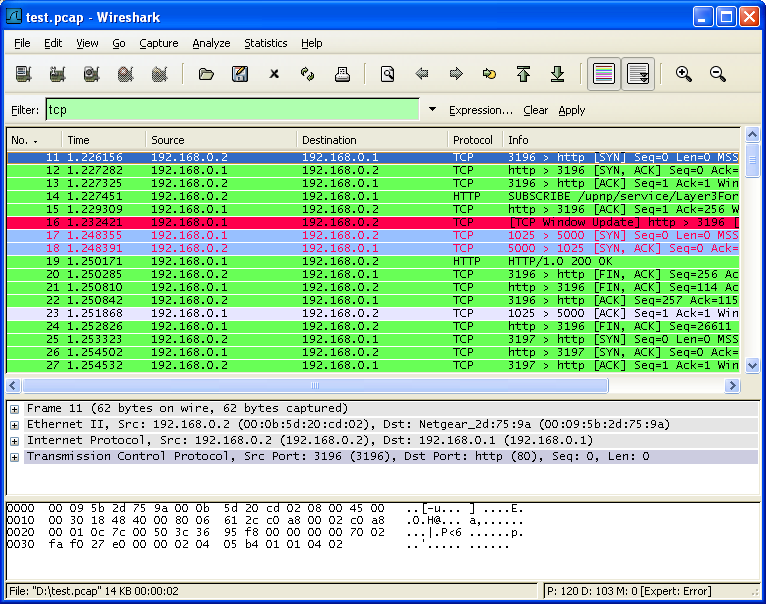 test.pcap - Wireshark
File Edit View Go Capture Analyze Statistics Help
Filter: tcp Expression... Clear Apply
No. . Time Source Destination Protocol Info
11 1.226156 192.168.0.2 192.168.0.1 TCP 3196 > http [SYN] Seq=0 Len=0 MSS
12 1.227282 192.168.0.1 192.168.0.2 TCP http > 3196 [SYN, ACK] Seq=0 Ack=
13 1.227325 192.168.0.2 192.168.0.1 TCP 3196 > http [ACK] Seq=1 Ack=1 Win
14 1.227451 192.168.0.2 192.168.0.1 HTTP SUBSCRIBE /upnp/service/Layer3For
15 1.229309 192.168.0.1 192.168.0.2 TCP http > 3196 [ACK] Seq=1 Ack=256 W
16 1.232421 192.168.0.1 192.168.0.2 TCP [TCP Window Update] http > 3196 [
17 1.248355 192.168.0.1 192.168.0.2 TCP 1025 > 5000 [SYN] Seq=0 Len=0 MSS
18 1.248391 192.168.0.2 192.168.0.1 TCP 5000 > 1025 [SYN, ACK] Seq=0 Ack=
19 1.250171 192.168.0.1 192.168.0.2 HTTP HTTP/1.0 200 OK
20 1.250285 192.168.0.2 192.168.0.1 TCP 3196 > http [FIN, ACK] Seq=256 Ac
21 1.250810 192.168.0.1 192.168.0.2 TCP http > 3196 [FIN, ACK] Seq=114 Ac
22 1.250842 192.168.0.2 192.168.0.1 TCP 3196 > http [ACK] Seq=257 Ack=115
23 1.251868 192.168.0.1 192.168.0.2 TCP 1025 > 5000 [ACK] Seq=1 Ack=1 Win
24 1.252826 192.168.0.1 192.168.0.2 TCP http > 3196 [FIN, ACK] Seq=26611
25 1.253323 192.168.0.2 192.168.0.1 TCP 3197 > http [SYN] Seq=0 Len=0 MSS
26 1.254502 192.168.0.1 192.168.0.2 TCP http > 3197 [SYN, ACK] Seq=0 Ack=
27 1.254532 192.168.0.2 192.168.0.1 TCP 3197 > http [ACK] Seq=1 Ack=1 Win
Frame 11 (62 bytes on wire, 62 bytes captured)
Ethernet II, Src: 192.168.0.2 (00:0b:5d:20:cd:02), Dst: Netgear_2d:75:9a (00:09:5b:2d:75:9a)
Internet Protocol, Src: 192.168.0.2 (192.168.0.2), Dst: 192.168.0.1 (192.168.0.1)
Transmission Control Protocol, Src Port: 3196 (3196), Dst Port: http (80), Seq: 0, Len: 0
0000 00 09 5b 2d 75 9a 00 0b 5d 20 cd 02 08 00 45 00 ..[-u... ] ....E.
0010 00 30 18 48 40 00 80 06 61 2c c0 a8 00 02 c0 a8 .0.H@... a,......
0020 00 01 0c 7c 00 50 3c 36 95 f8 00 00 00 00 70 02 ...|.P<6 ......p.
0030 fa f0 27 e0 00 00 02 04 05 b4 01 01 04 02 ..'..... ......
File: "D:\test.pcap" 14 KB 00:00:02 P: 120 D: 103 M: 0 [Expert: Error]